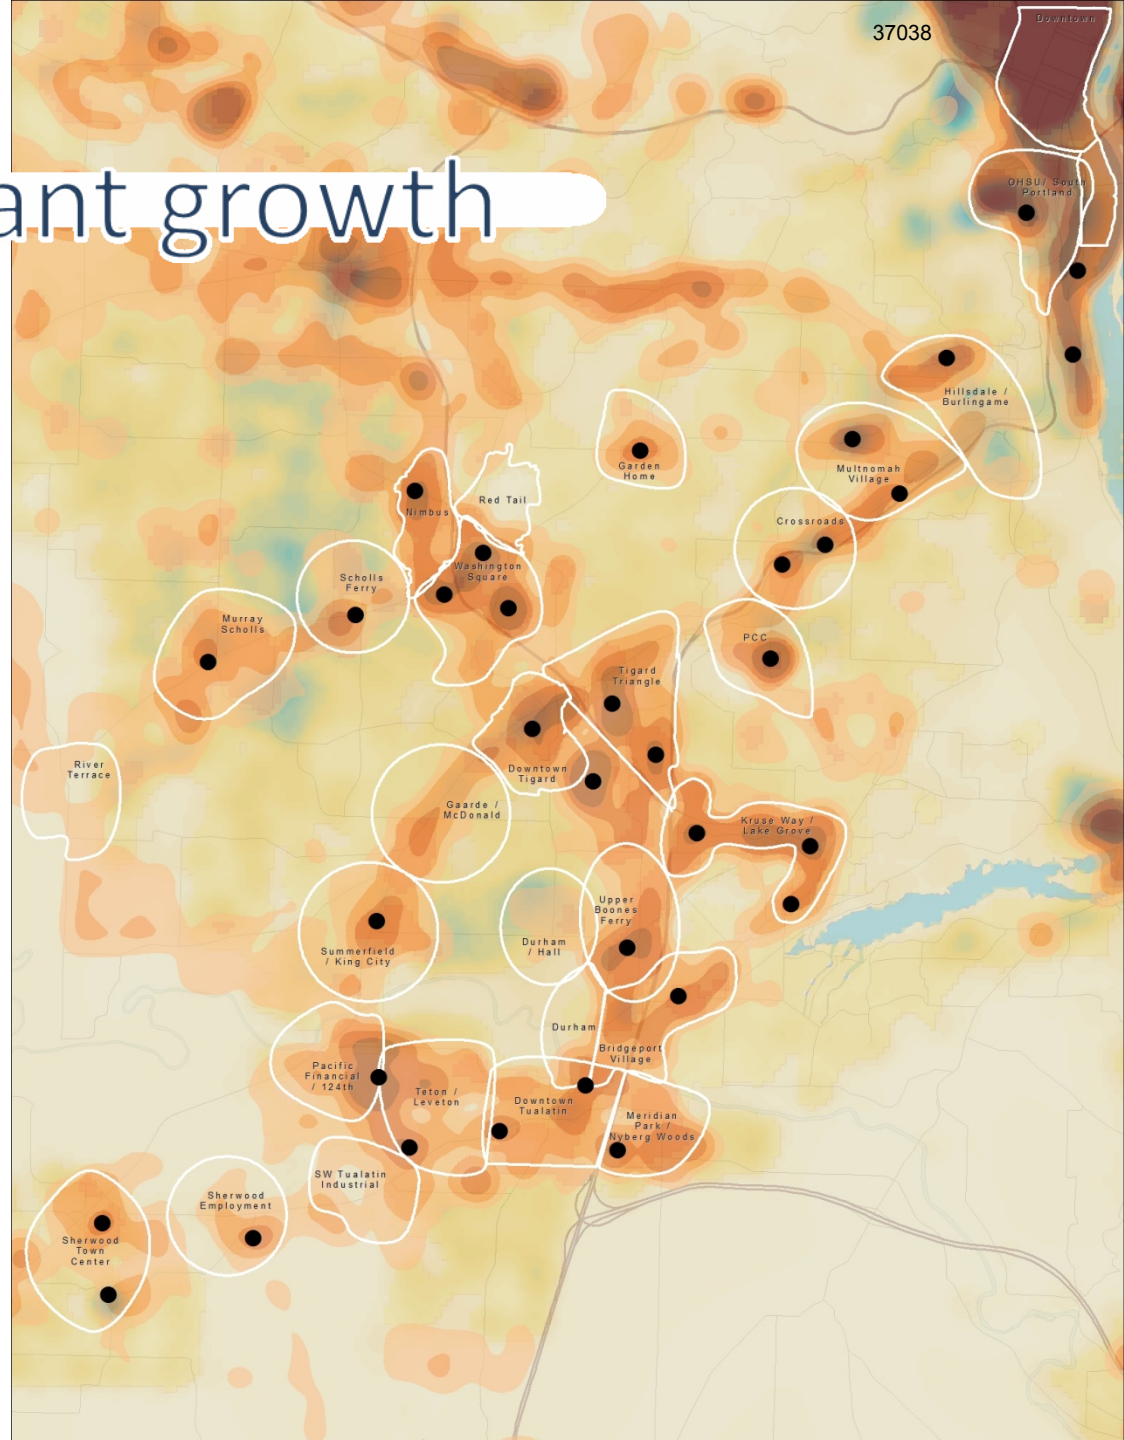 37038
Downtown
ant growth
OHSU/ South
Portland
Hillsdale /
Burlingame
Garden
Home
Multnomah
Village
Red Tail
Nimbus
Crossroads
Washington
Square
Scholls
Ferry
Murray
Scholls
PCC
Tigard
Triangle
River
Terrace
Downtown
Tigard
Gaarde /
McDonald
Kruse Way /
Lake Grove
Upper
Boones
Ferry
Durham
/ Hall
Summerfield
/ King City
Durham
Bridgeport
Village
Pacific
Financial
/ 124th
Teton /
Leveton
Downtown
Tualatin
Meridian
Park /
Nyberg Woods
SW Tualatin
Industrial
Sherwood
Employment
Sherwood
Town
Center